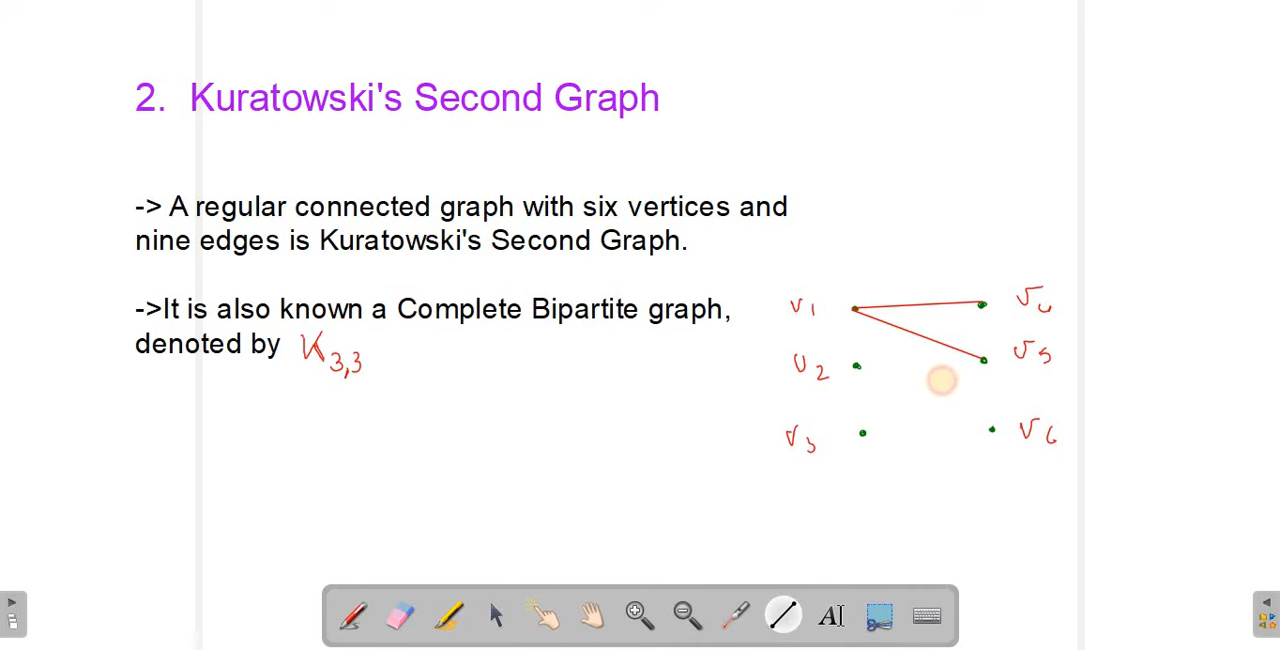 2. Kuratowski's Second Graph
-> A regular connected graph with six vertices and
nine edges is Kuratowski's Second Graph.
->It is also known a Complete Bipartite graph,
denoted by K3,3
v1
v4
v2
v5
v3
v6